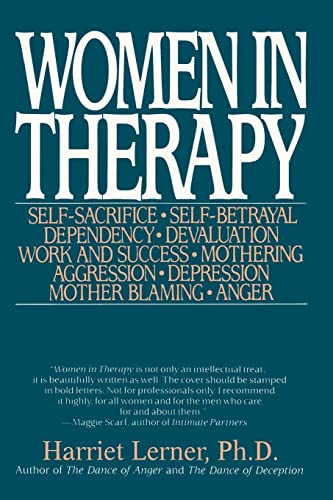 WOMEN IN
THERAPY
SELF-SACRIFICE • SELF-BETRAYAL
DEPENDENCY • DEVALUATION
WORK AND SUCCESS • MOTHERING
AGGRESSION • DEPRESSION
MOTHER BLAMING • ANGER
"Women in Therapy is not only an intellectual treat,
it is beautifully written as well. The cover should be stamped
in bold letters: Not for professionals only. I recommend
it highly, for all women and for the men who care
for and about them."
—Maggie Scarf, author of Intimate Partners
Harriet Lerner, Ph.D.
Author of The Dance of Anger and The Dance of Deception